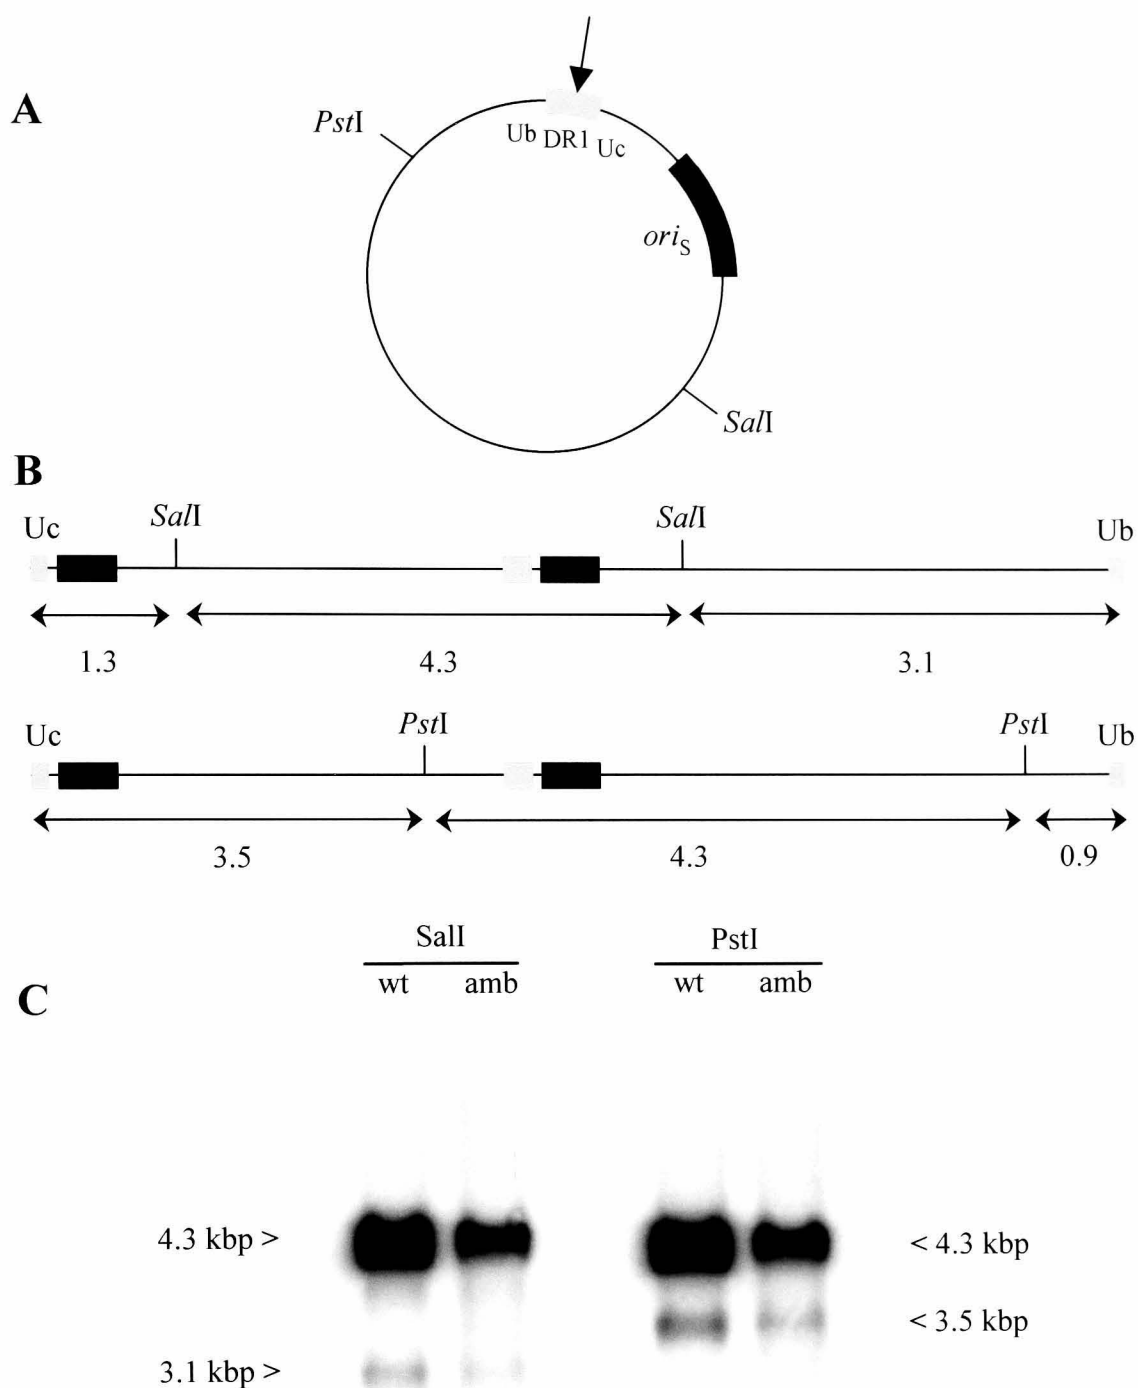 A
PstI
Ub DR1 Uc
oriS
SalI
B
Uc SalI SalI Ub
1.3 4.3 3.1
Uc PstI PstI Ub
3.5 4.3 0.9
SalI PstI
wt amb wt amb
C
4.3 kbp > < 4.3 kbp
< 3.5 kbp
3.1 kbp >